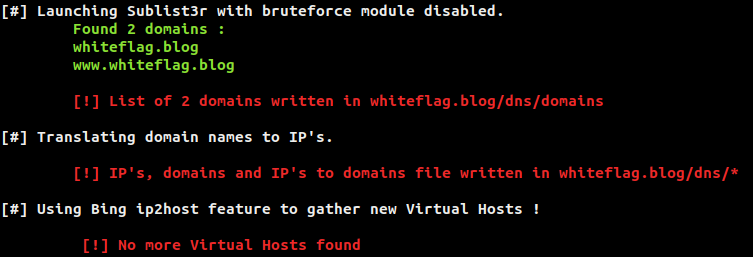 [#] Launching Sublist3r with bruteforce module disabled.
Found 2 domains :
whiteflag.blog
www.whiteflag.blog
[!] List of 2 domains written in whiteflag.blog/dns/domains
[#] Translating domain names to IP's.
[!] IP's, domains and IP's to domains file written in whiteflag.blog/dns/*
[#] Using Bing ip2host feature to gather new Virtual Hosts !
[!] No more Virtual Hosts found